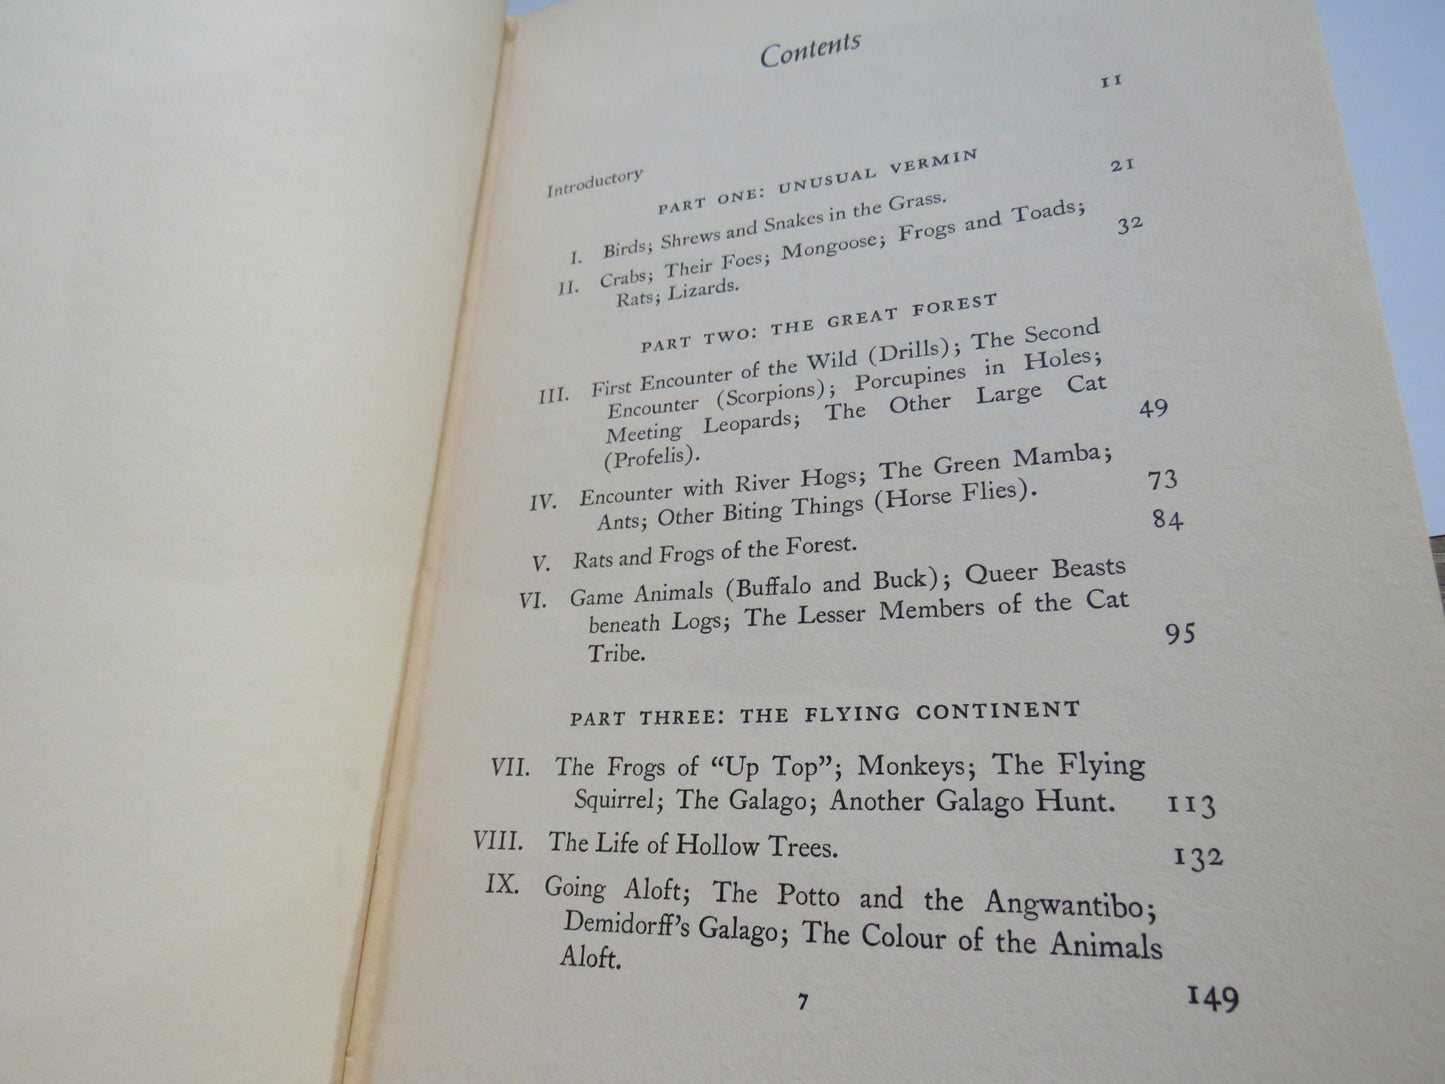 Contents
Introductory 11
PART ONE: UNUSUAL VERMIN
I. Birds; Shrews and Snakes in the Grass. 21
II. Crabs; Their Foes; Mongoose; Frogs and Toads;
Rats; Lizards. 32
PART TWO: THE GREAT FOREST
III. First Encounter of the Wild (Drills); The Second
Encounter (Scorpions); Porcupines in Holes;
Meeting Leopards; The Other Large Cat
(Profelis). 49
IV. Encounter with River Hogs; The Green Mamba;
Ants; Other Biting Things (Horse Flies). 73
V. Rats and Frogs of the Forest. 84
VI. Game Animals (Buffalo and Buck); Queer Beasts
beneath Logs; The Lesser Members of the Cat
Tribe. 95
PART THREE: THE FLYING CONTINENT
VII. The Frogs of “Up Top”; Monkeys; The Flying
Squirrel; The Galago; Another Galago Hunt. 113
VIII. The Life of Hollow Trees. 132
IX. Going Aloft; The Potto and the Angwantibo;
Demidorff’s Galago; The Colour of the Animals
Aloft. 149
7